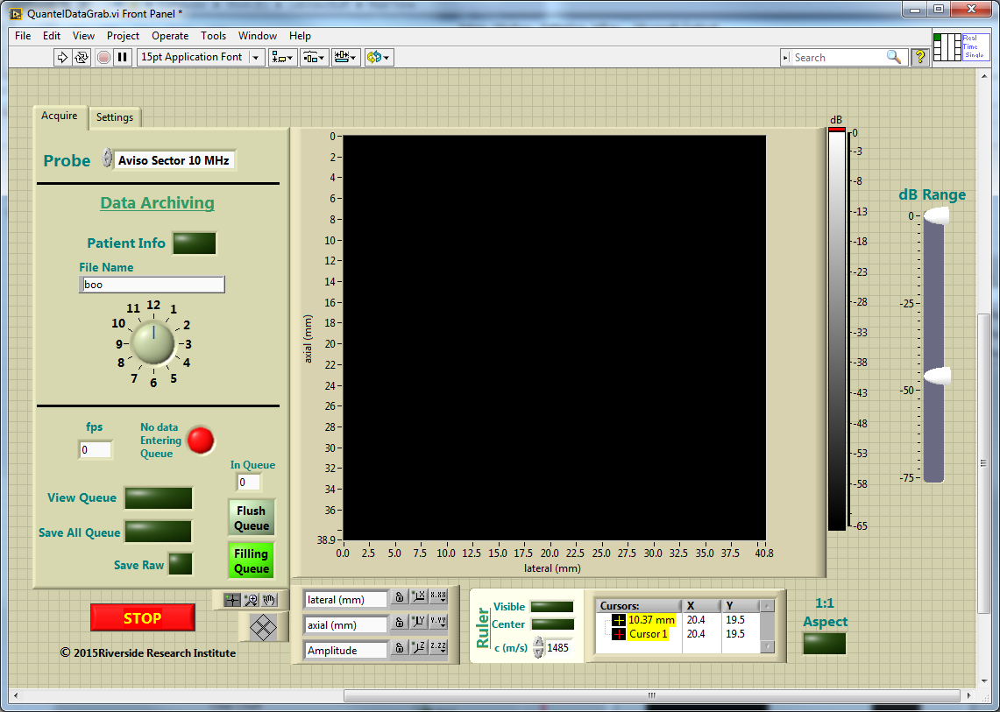 QuantelDataGrab.vi Front Panel *
File Edit View Project Operate Tools Window Help
15pt Application Font
Search
?
Real
Time
Single
Acquire
Settings
Probe
Aviso Sector 10 MHz
Data Archiving
Patient Info
File Name
boo
12
11 1
10 2
9 3
8 4
7 5
6
fps
0
No data
Entering
Queue
In Queue
0
View Queue
Flush
Queue
Save All Queue
Filling
Queue
Save Raw
STOP
© 2015Riverside Research Institute
axial (mm)
0
2
4
6
8
10
12
14
16
18
20
22
24
26
28
30
32
34
36
38.9
0.0 2.5 5.0 7.5 10.0 12.5 15.0 17.5 20.0 22.5 25.0 27.5 30.0 32.5 35.0 37.5 40.8
lateral (mm)
dB
0
-3
-8
-13
-18
-23
-28
-33
-38
-43
-48
-53
-58
-65
dB Range
0
-25
-50
-75
lateral (mm) X X.XX
axial (mm) Y Y.YY
Amplitude Z Z.ZZ
Ruler
Visible
Center
c (m/s) 1485
Cursors: X Y
10.37 mm 20.4 19.5
Cursor 1 20.4 19.5
1:1
Aspect